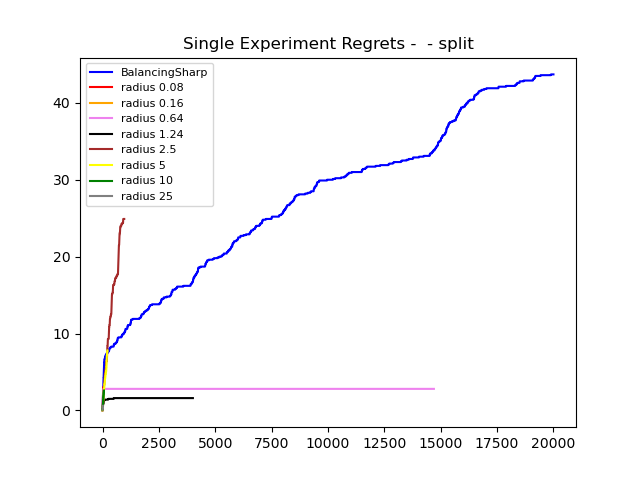 Single Experiment Regrets -  - split
BalancingSharp
radius 0.08
radius 0.16
radius 0.64
radius 1.24
radius 2.5
radius 5
radius 10
radius 25
40
30
20
10
0
0 2500 5000 7500 10000 12500 15000 17500 20000